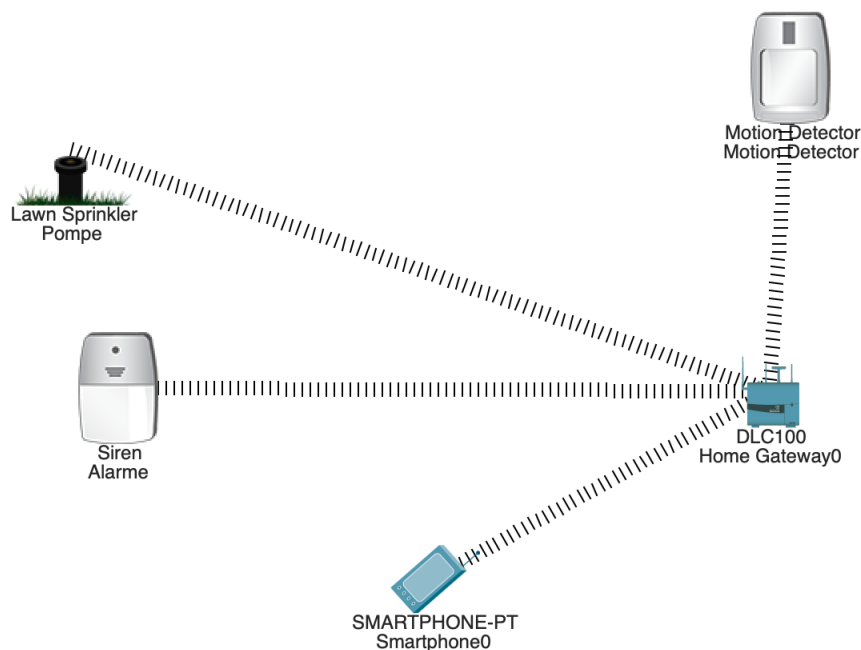 Motion Detector
Motion Detector
Lawn Sprinkler
Pompe
Siren
Alarme
DLC100
Home Gateway0
SMARTPHONE-PT
Smartphone0